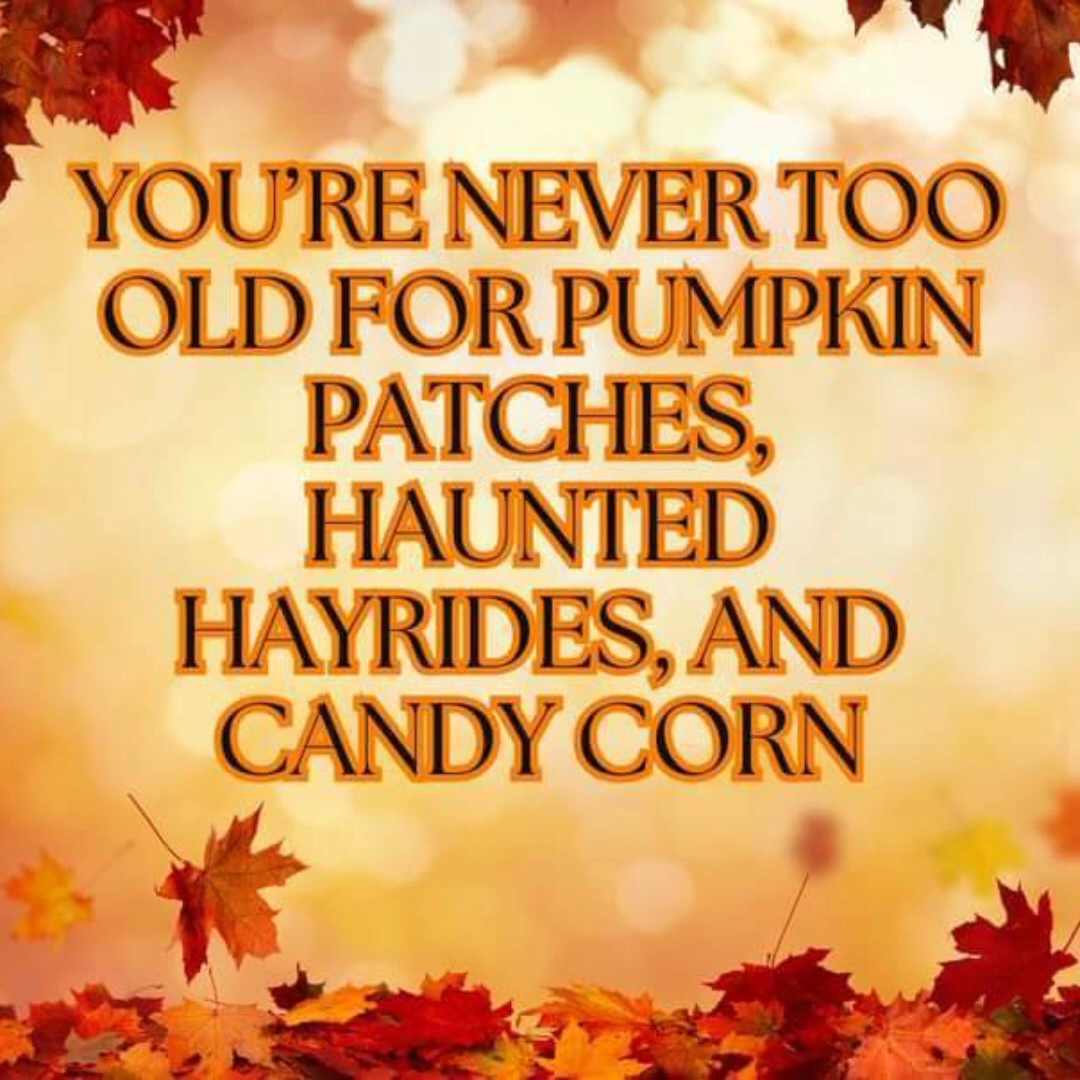 YOU’RE NEVER TOO
OLD FOR PUMPKIN
PATCHES,
HAUNTED
HAYRIDES, AND
CANDY CORN